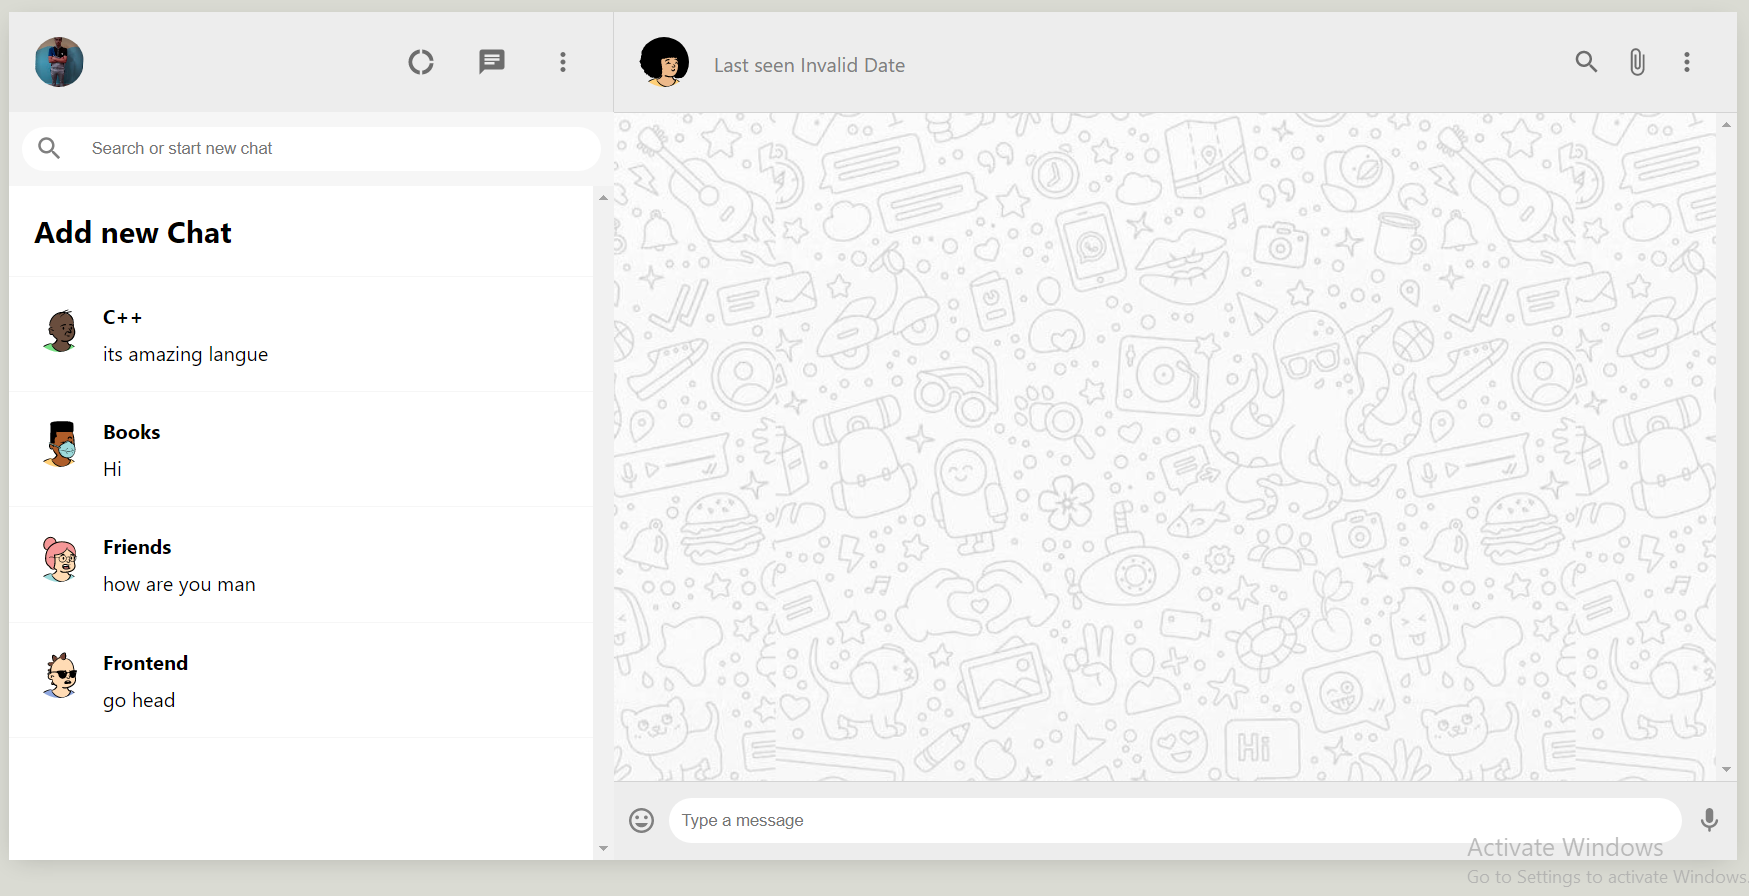 Last seen Invalid Date
Search or start new chat
Add new Chat
C++
its amazing langue
Books
Hi
Friends
how are you man
Frontend
go head
Hi
Type a message
Activate Windows
Go to Settings to activate Windows.